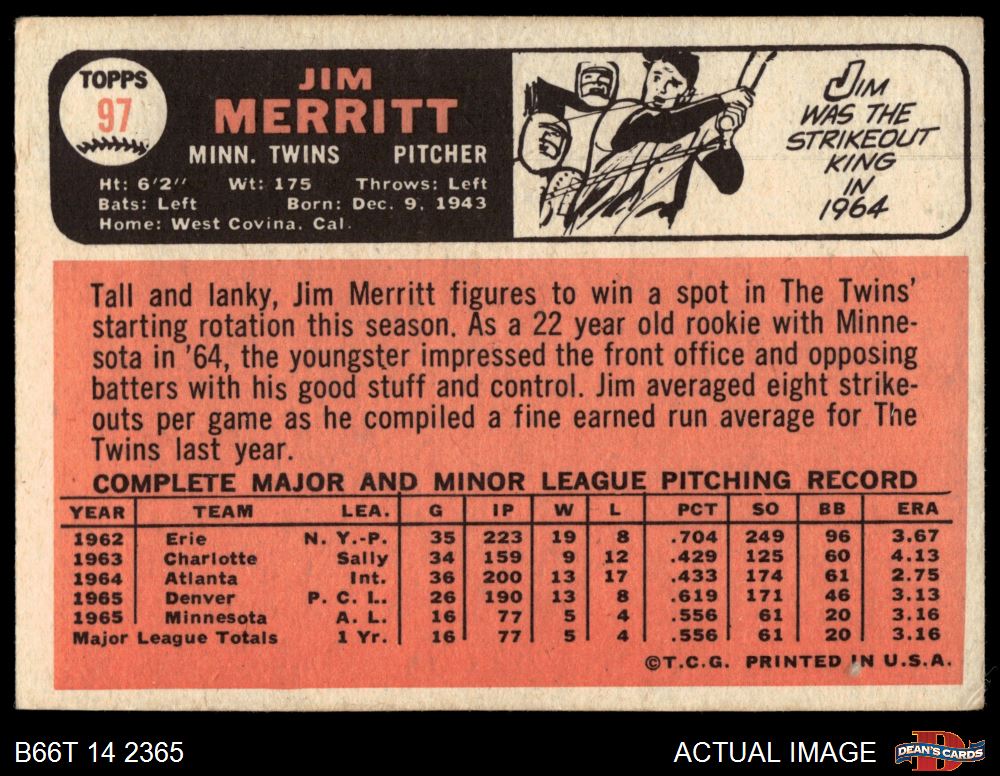 TOPPS
97
JIM
MERRITT
MINN. TWINS PITCHER
Ht: 6'2" Wt: 175 Throws: Left
Bats: Left Born: Dec. 9, 1943
Home: West Covina, Cal.
JIM
WAS THE
STRIKEOUT
KING
IN
1964
Tall and lanky, Jim Merritt figures to win a spot in The Twins'
starting rotation this season. As a 22 year old rookie with Minne-
sota in '64, the youngster impressed the front office and opposing
batters with his good stuff and control. Jim averaged eight strike-
outs per game as he compiled a fine earned run average for The
Twins last year.
COMPLETE MAJOR AND MINOR LEAGUE PITCHING RECORD
YEAR TEAM LEA. G IP W L PCT SO BB ERA
1962 Erie N. Y.-P. 35 223 19 8 .704 249 96 3.67
1963 Charlotte Sally 34 159 9 12 .429 125 60 4.13
1964 Atlanta Int. 36 200 13 17 .433 174 61 2.75
1965 Denver P. C. L. 26 190 13 8 .619 171 46 3.13
1965 Minnesota A. L. 16 77 5 4 .556 61 20 3.16
Major League Totals 1 Yr. 16 77 5 4 .556 61 20 3.16
©T.C.G. PRINTED IN U.S.A.
B66T 14 2365 ACTUAL IMAGE DEAN'S CARDS